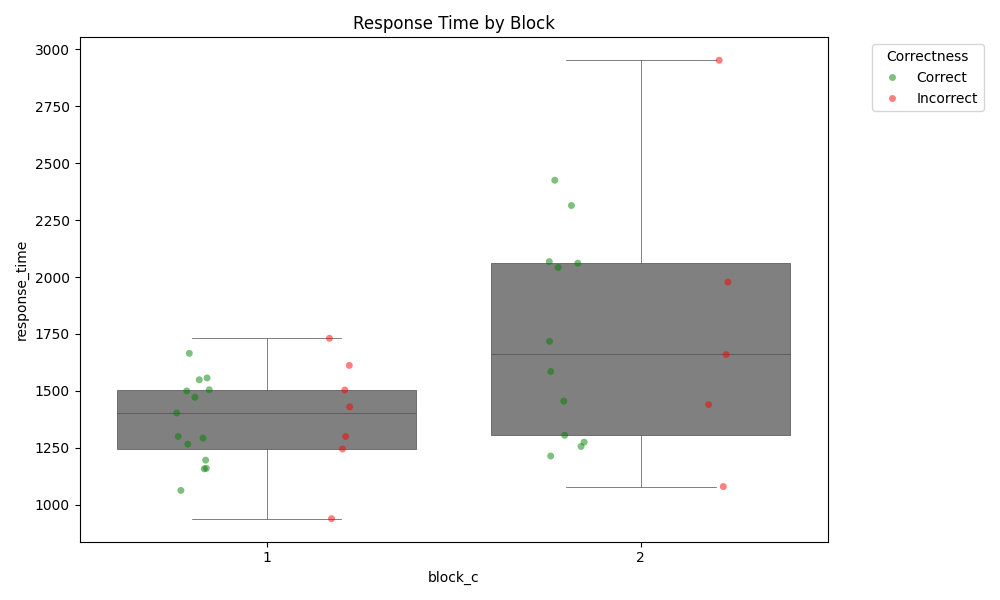 Response Time by Block
Correctness
Correct
Incorrect
response_time
3000
2750
2500
2250
2000
1750
1500
1250
1000
1
2
block_c